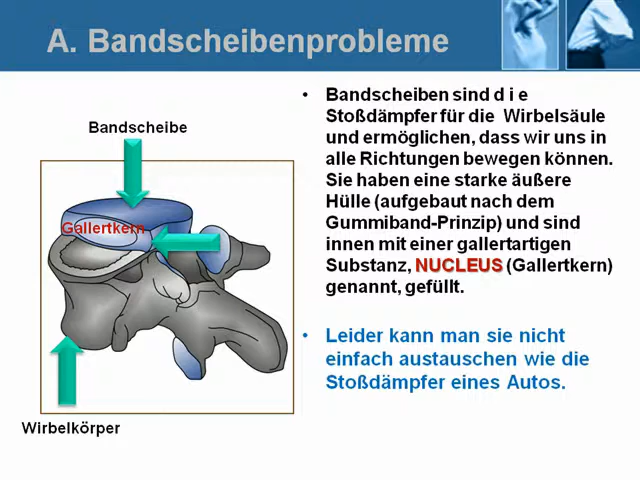 A. Bandscheibenprobleme
Bandscheibe
Gallertkern
Wirbelkörper
• Bandscheiben sind d i e
Stoßdämpfer für die Wirbelsäule
und ermöglichen, dass wir uns in
alle Richtungen bewegen können.
Sie haben eine starke äußere
Hülle (aufgebaut nach dem
Gummiband-Prinzip) und sind
innen mit einer gallertartigen
Substanz, NUCLEUS (Gallertkern)
genannt, gefüllt.
• Leider kann man sie nicht
einfach austauschen wie die
Stoßdämpfer eines Autos.